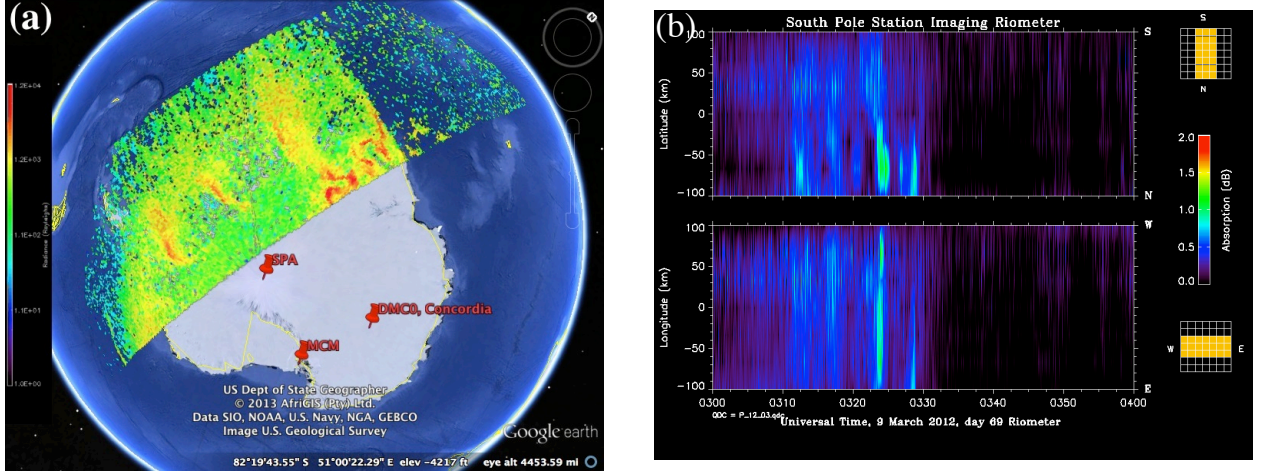 (a)
1.2E+04
1.2E+03
1.1E+02
1.1E+01
1.0E+00
Radiance (Rayleighs)
SPA
DMC0, Concordia
MCM
US Dept of State Geographer
© 2013 AfriGIS (Pty) Ltd.
Data SIO, NOAA, U.S. Navy, NGA, GEBCO
Image U.S. Geological Survey
Google earth
82°19'43.55" S 51°00'22.29" E elev -4217 ft eye alt 4453.59 mi
(b)
South Pole Station Imaging Riometer
100
50
0
-50
-100
Latitude (km)
S
N
100
50
0
-50
-100
Longitude (km)
W
E
0300 0310 0320 0330 0340 0350 0400
QDC = P_12_03.qdc
Universal Time, 9 March 2012, day 69 Riometer
S
N
2.0
1.5
1.0
0.5
0.0
Absorption (dB)
W E